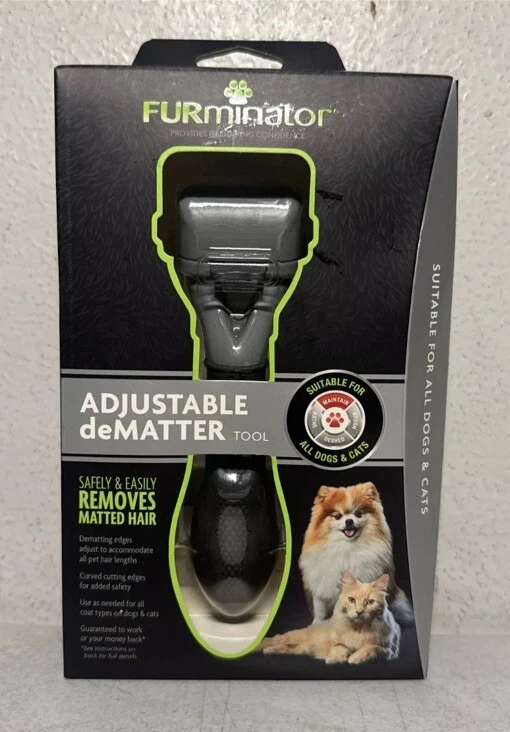 FURminator
PROVIDES GROOMING CONFIDENCE
ADJUSTABLE
deMATTER TOOL
SUITABLE FOR
MAINTAIN
ALL DOGS & CATS
SAFELY & EASILY
REMOVES
MATTED HAIR
Dematting edges
adjust to accommodate
all pet hair lengths
Curved cutting edges
for added safety
Use as needed for all
coat types on dogs & cats
Guaranteed to work
or your money back*
*See instructions on
back for full details
SUITABLE FOR ALL DOGS & CATS